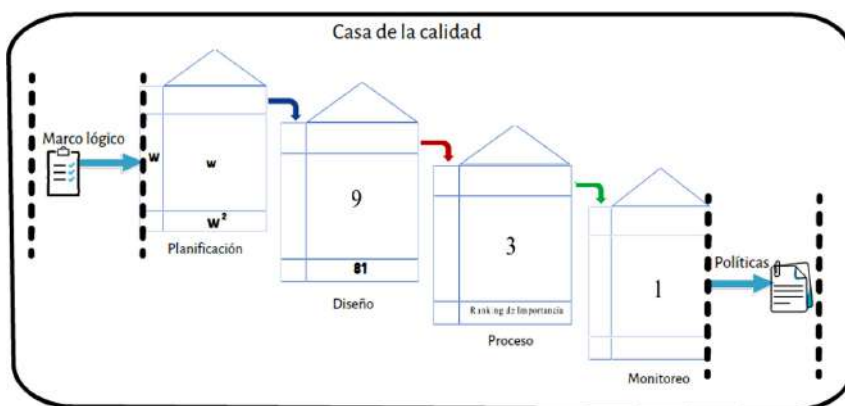 Casa de la calidad
Marco lógico
w
w
w²
Planificación
9
81
Diseño
3
Ranking de Importancia
Proceso
1
Monitoreo
Políticas